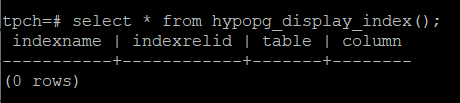 tpch=# select * from hypopg_display_index();
 indexname | indexrelid | table | column
-----------+------------+-------+--------
(0 rows)